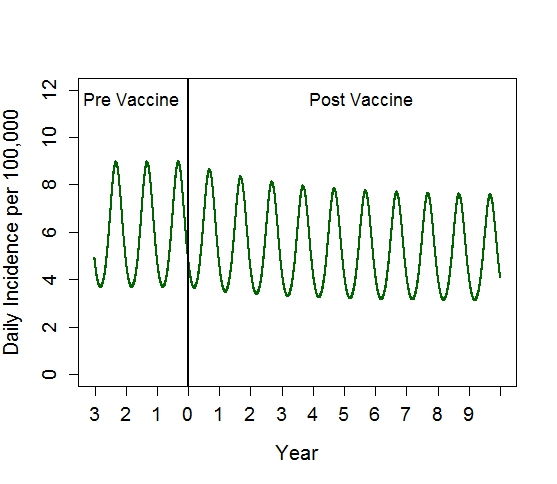 Pre Vaccine
Post Vaccine
Daily Incidence per 100,000
12
10
8
6
4
2
0
3 2 1 0 1 2 3 4 5 6 7 8 9
Year